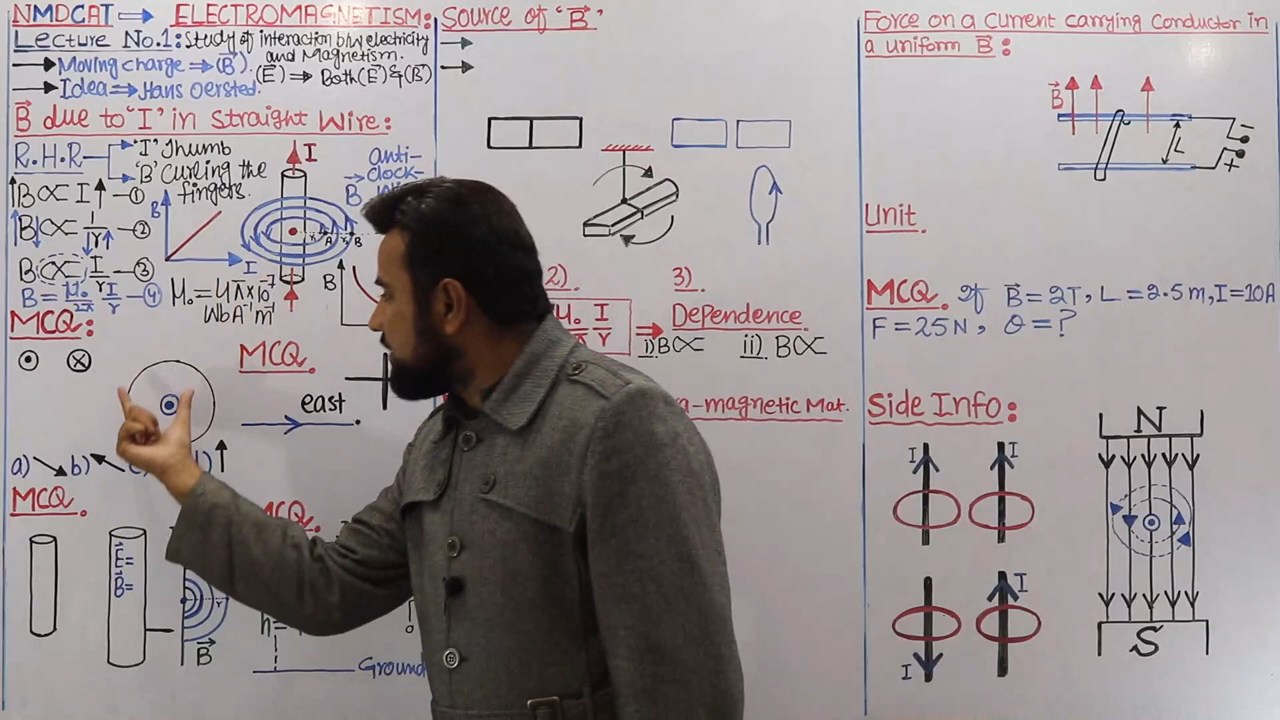 NMDCAT → ELECTROMAGNETISM:
Lecture No.1: Study of interaction b/w electricity and Magnetism.
→ Moving charge ⇒ (B⃗).
(E⃗) ⇒ Both (E⃗) & (B⃗)
→ Idea ⇒ Hans Oersted.
B⃗ due to "I" in Straight Wire:
R.H.R
'I' Thumb
'B' Curling the fingers.
↑B ∝ I↑ — ①
↑B↓ ∝ 1/r↑ — ②
B ∝ I/r — ③
B = μ₀/2π I/r — ④
B
I
I
anti-clock-
B⃗
r
A
r
B
B
μ₀ = 4π×10⁻⁷
WbA⁻¹m⁻¹
MCQ:
MCQ.
east
a) ↘ b) ↖
↑
MCQ.
E⃗=
B⃗=
r
B⃗
Ground
Source of "B⃗"
2).
3).
I/r
Dependence
i) B∝ ii) B∝
a-magnetic Mat.
Force on a current carrying conductor in
a uniform B⃗:
B⃗
L
−
+
Unit.
MCQ. If B⃗ = 2T, L = 2.5m, I = 10A
F = 25N, θ = ?
Side Info:
I
I
I
I
N
S